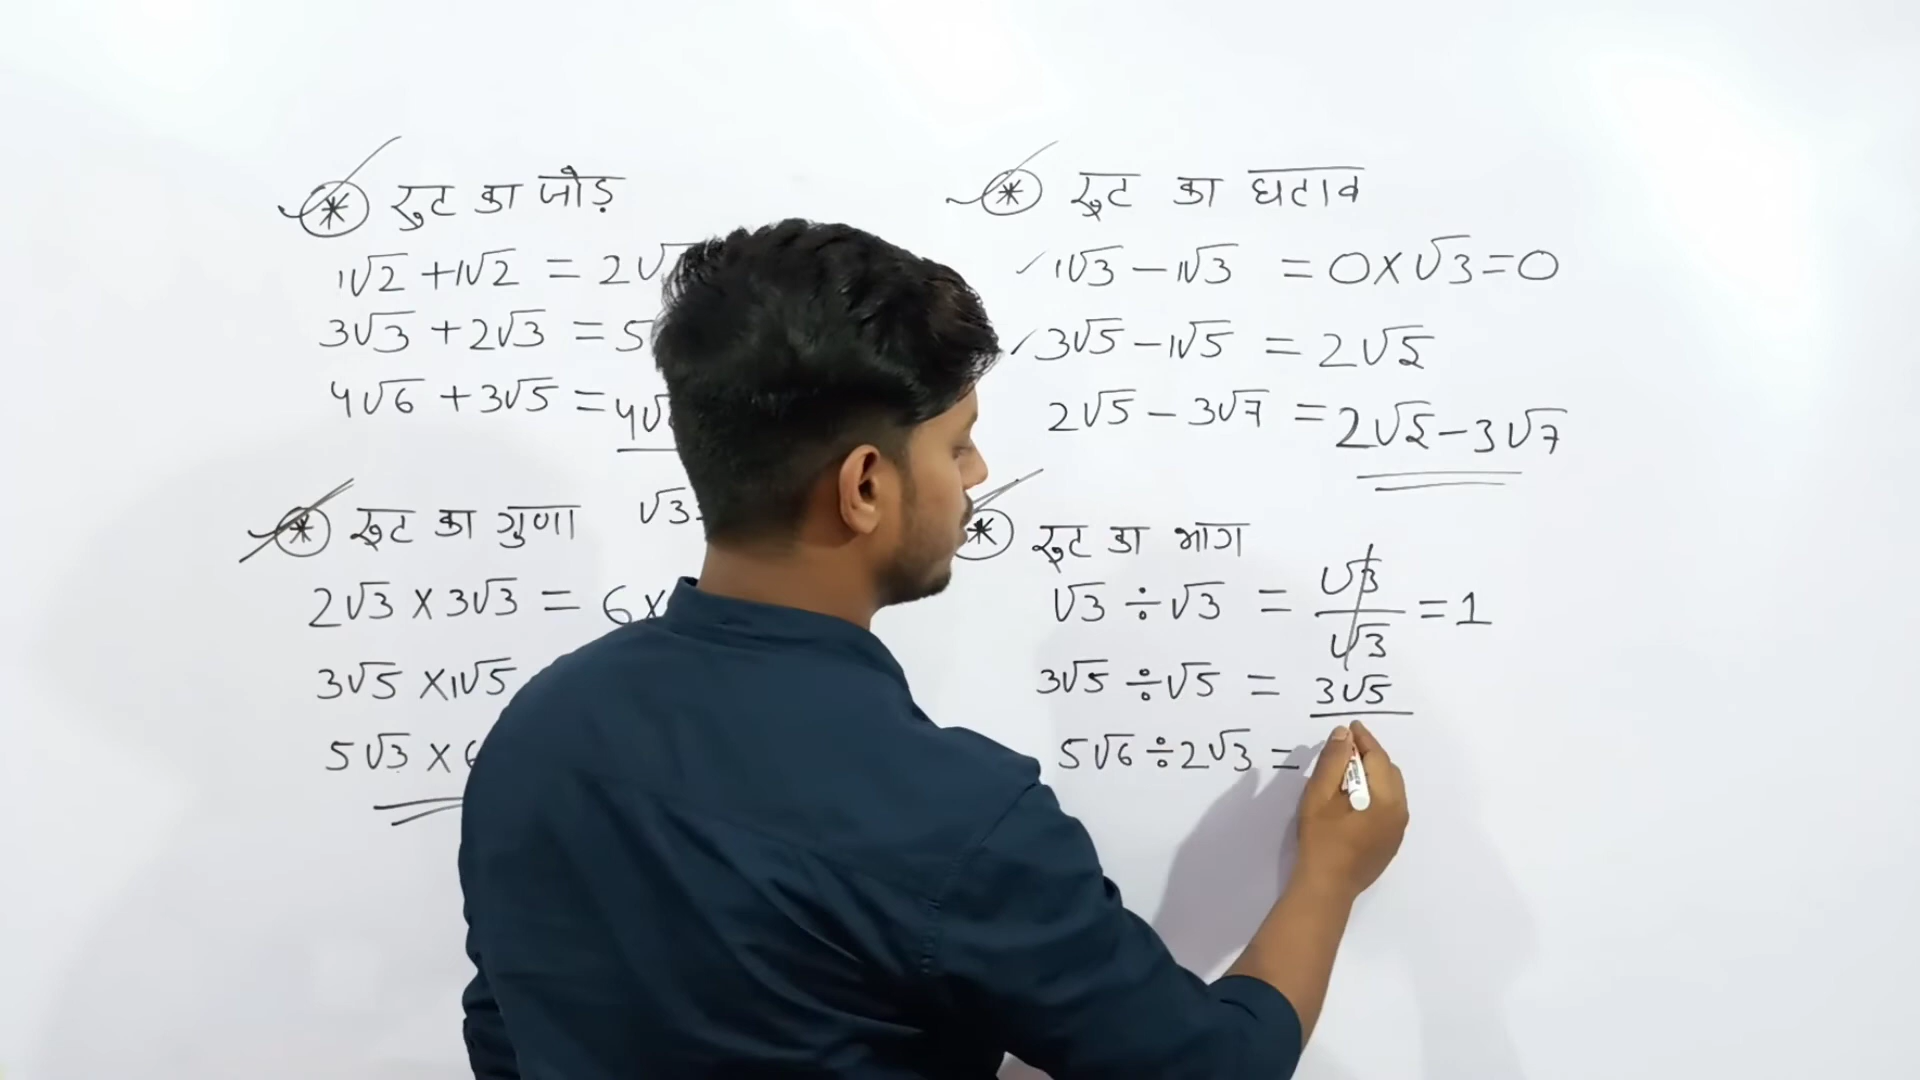 रुट का जोड़
1√2 + 1√2 = 2√
3√3 + 2√3 = 5
4√6 + 3√5 = 4√
रुट का घटाव
1√3 − 1√3 = 0×√3=0
3√5 − 1√5 = 2√5
2√5 − 3√7 = 2√5 − 3√7
रुट का गुणा √3
2√3 × 3√3 = 6×
3√5 × 1√5
5√3 × 6
रुट का भाग
√3 ÷ √3 = √3/√3 = 1
3√5 ÷ √5 = 3√5
5√6 ÷ 2√3 =